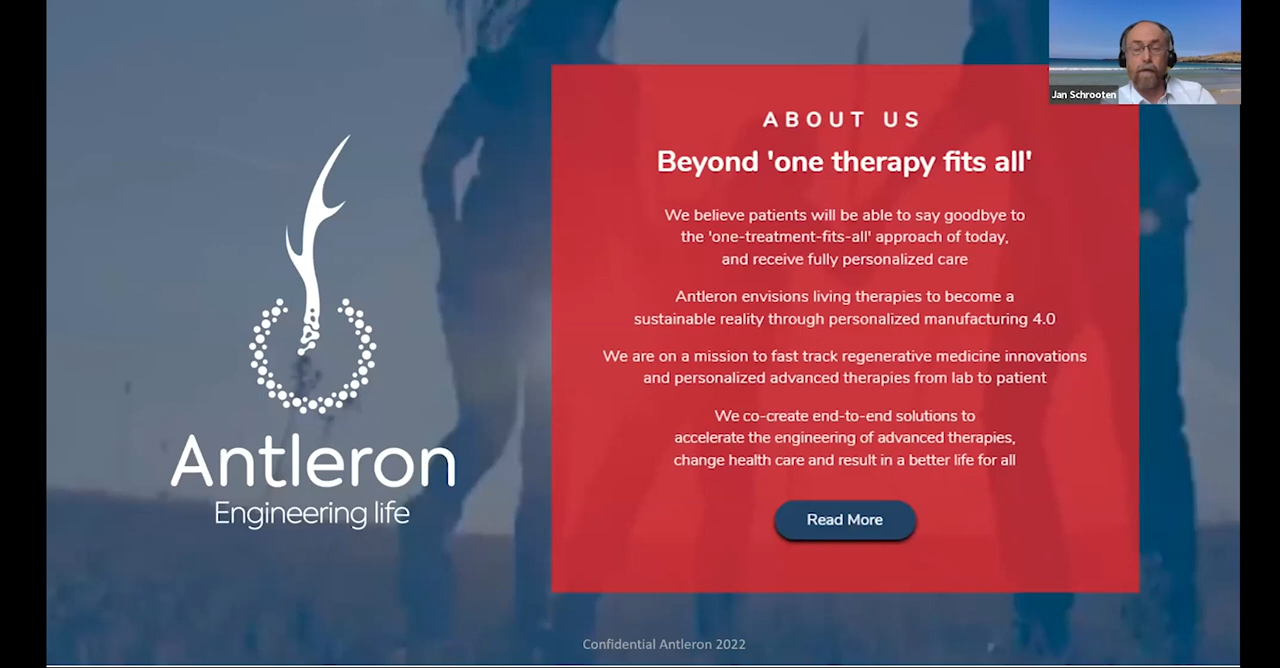 Jan Schrooten
ABOUT US
Beyond 'one therapy fits all'
We believe patients will be able to say goodbye to
the 'one-treatment-fits-all' approach of today,
and receive fully personalized care
Antleron envisions living therapies to become a
sustainable reality through personalized manufacturing 4.0
We are on a mission to fast track regenerative medicine innovations
and personalized advanced therapies from lab to patient
We co-create end-to-end solutions to
accelerate the engineering of advanced therapies,
change health care and result in a better life for all
Read More
Antleron
Engineering life
Confidential Antleron 2022